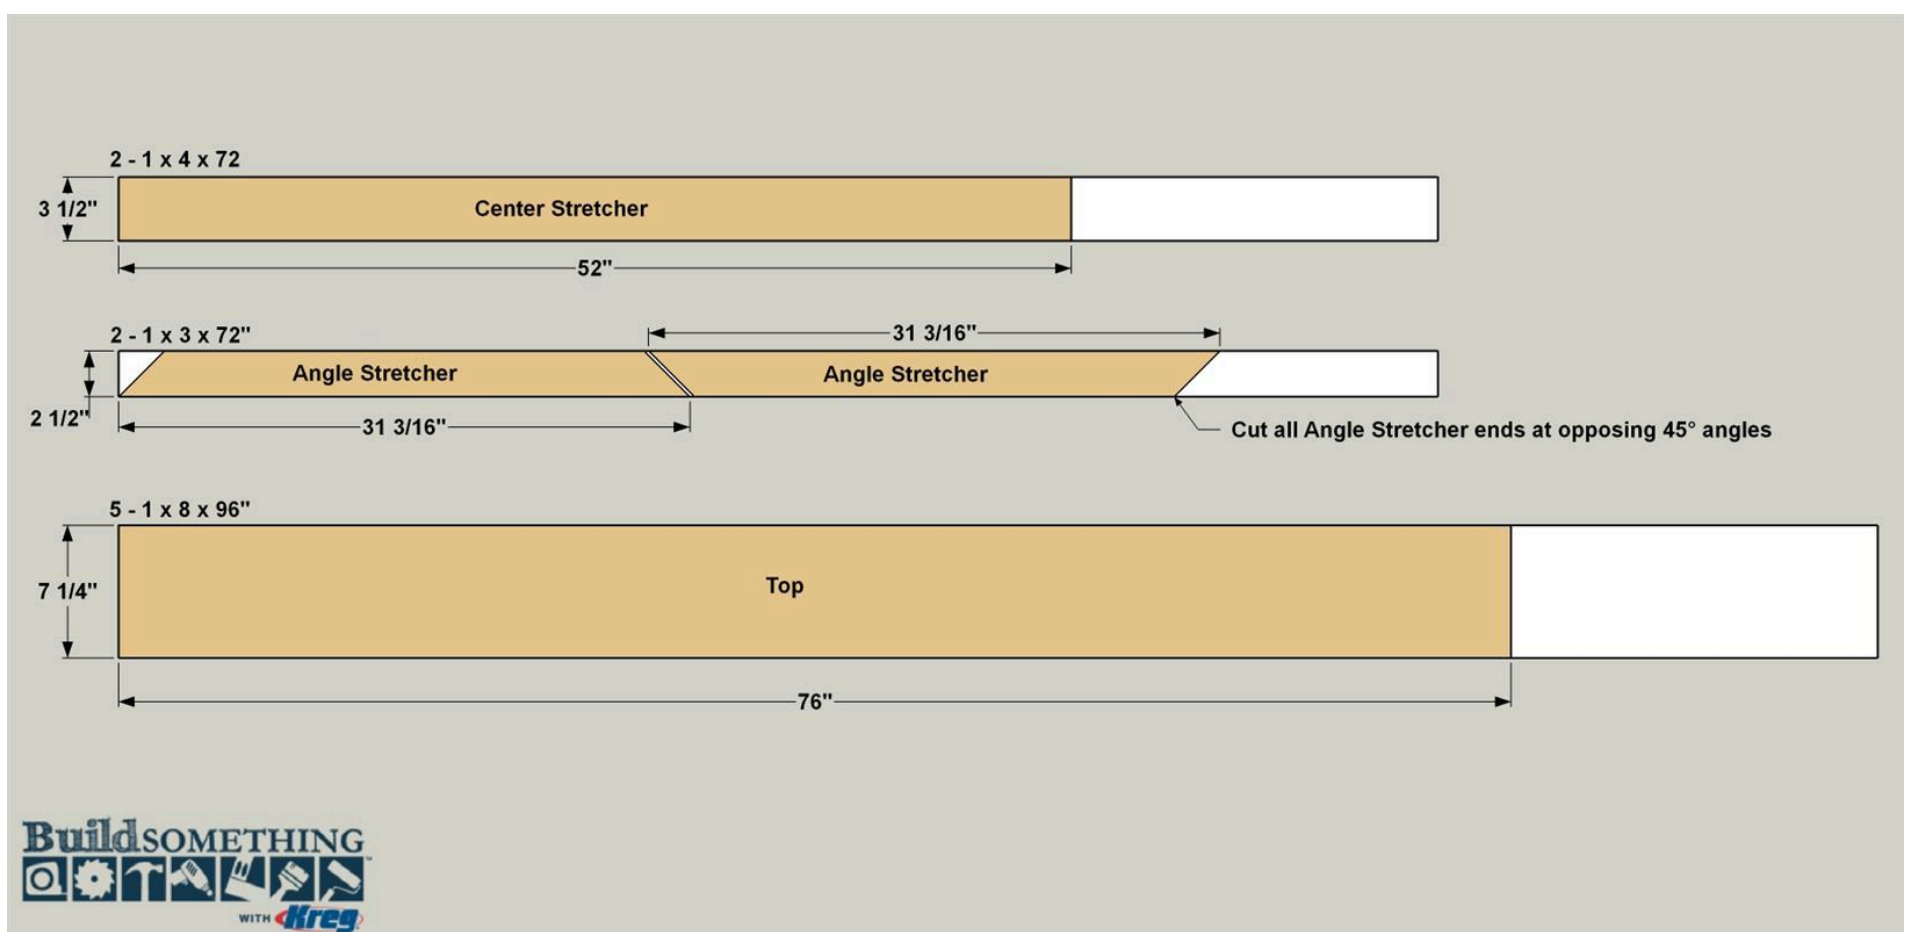 2 - 1 x 4 x 72
3 1/2"
Center Stretcher
52"
2 - 1 x 3 x 72"
31 3/16"
Angle Stretcher
Angle Stretcher
2 1/2"
31 3/16"
Cut all Angle Stretcher ends at opposing 45° angles
5 - 1 x 8 x 96"
7 1/4"
Top
76"
BuildSOMETHING™
WITH Kreg